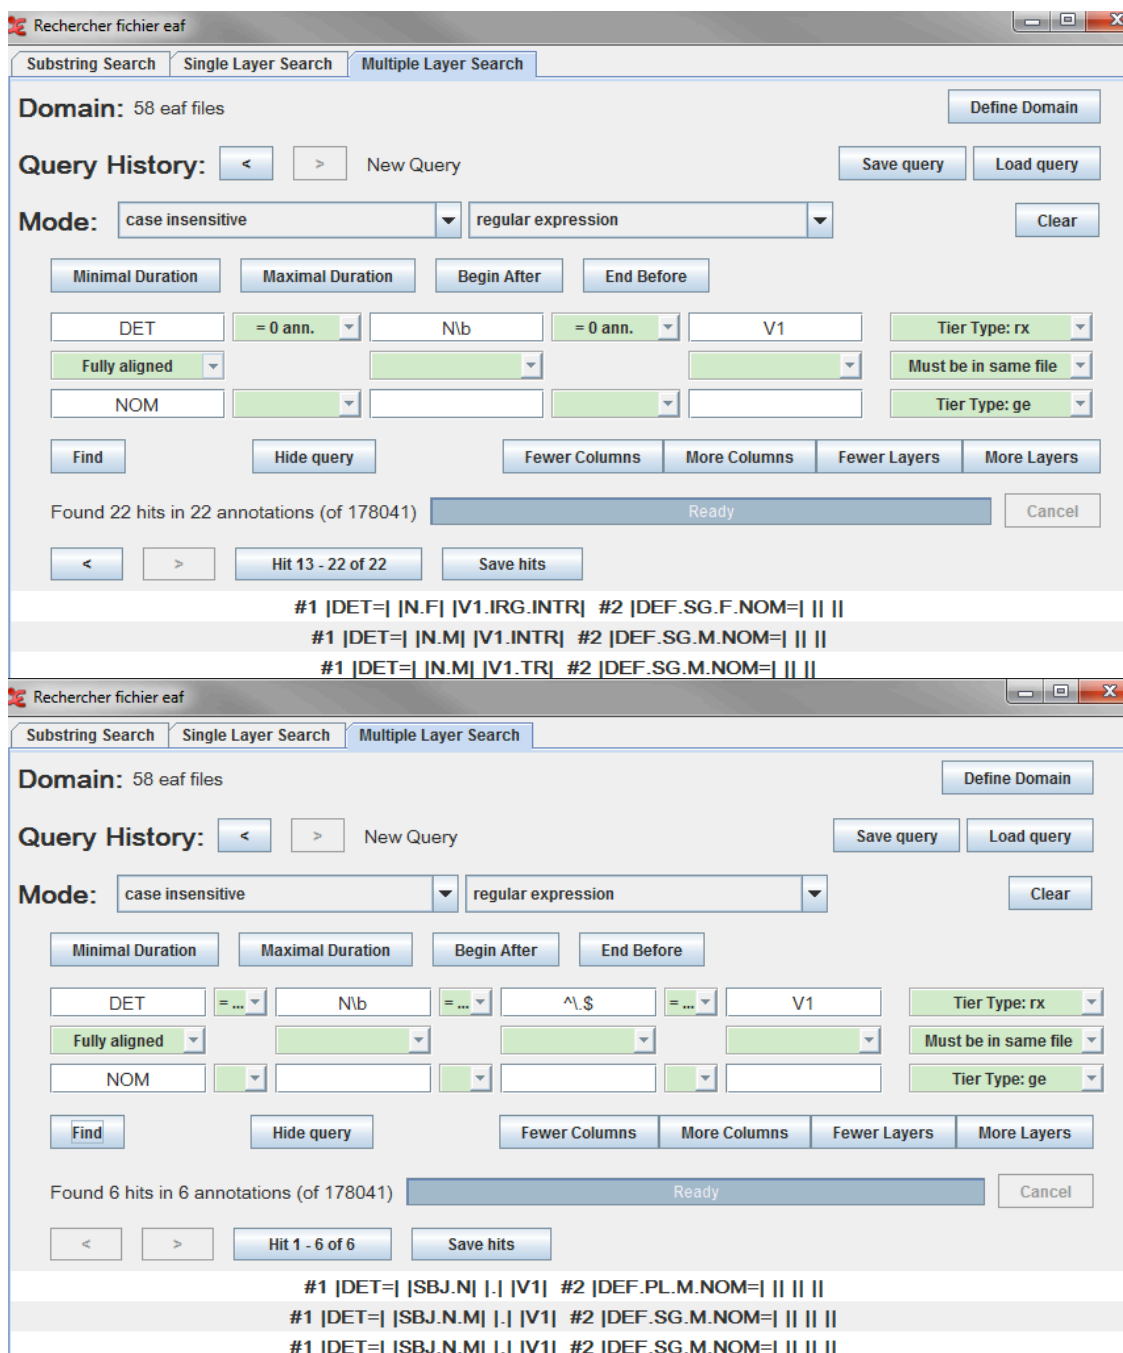 Rechercher fichier eaf
Substring Search Single Layer Search Multiple Layer Search
Domain: 58 eaf files Define Domain
Query History: < > New Query Save query Load query
Mode: case insensitive regular expression Clear
Minimal Duration Maximal Duration Begin After End Before
DET = 0 ann. N\b = 0 ann. V1 Tier Type: rx
Fully aligned Must be in same file
NOM Tier Type: ge
Find Hide query Fewer Columns More Columns Fewer Layers More Layers
Found 22 hits in 22 annotations (of 178041) Ready Cancel
< > Hit 13 - 22 of 22 Save hits
#1 |DET=| |N.F| |V1.IRG.INTR| #2 |DEF.SG.F.NOM=| || ||
#1 |DET=| |N.M| |V1.INTR| #2 |DEF.SG.M.NOM=| || ||
#1 |DET=| |N.M| |V1.TR| #2 |DEF.SG.M.NOM=| || ||
Rechercher fichier eaf
Substring Search Single Layer Search Multiple Layer Search
Domain: 58 eaf files Define Domain
Query History: < > New Query Save query Load query
Mode: case insensitive regular expression Clear
Minimal Duration Maximal Duration Begin After End Before
DET = ... N\b = ... ^\.$ = ... V1 Tier Type: rx
Fully aligned Must be in same file
NOM Tier Type: ge
Find Hide query Fewer Columns More Columns Fewer Layers More Layers
Found 6 hits in 6 annotations (of 178041) Ready Cancel
< > Hit 1 - 6 of 6 Save hits
#1 |DET=| |SBJ.N| |.| |V1| #2 |DEF.PL.M.NOM=| || || ||
#1 |DET=| |SBJ.N.M| |.| |V1| #2 |DEF.SG.M.NOM=| || || ||
#1 |DET=| |SBJ.N.M| |.| |V1| #2 |DEF.SG.M.NOM=| || || ||